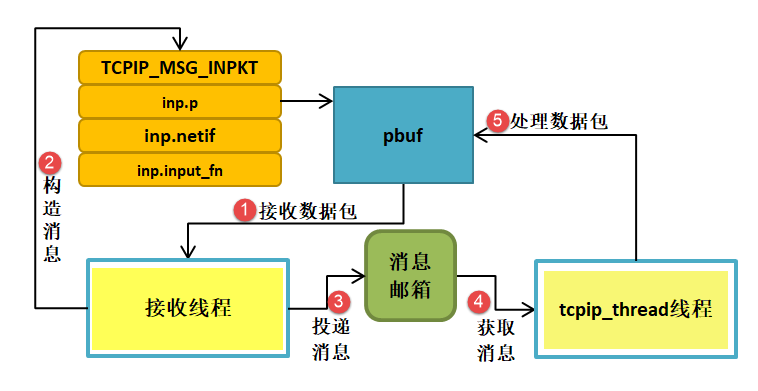 TCPIP_MSG_INPKT
inp.p
inp.netif
inp.input_fn
pbuf
5 处理数据包
2
构
造
消
息
1 接收数据包
接收线程
消息
邮箱
3
投递
消息
4
获取
消息
tcpip_thread线程